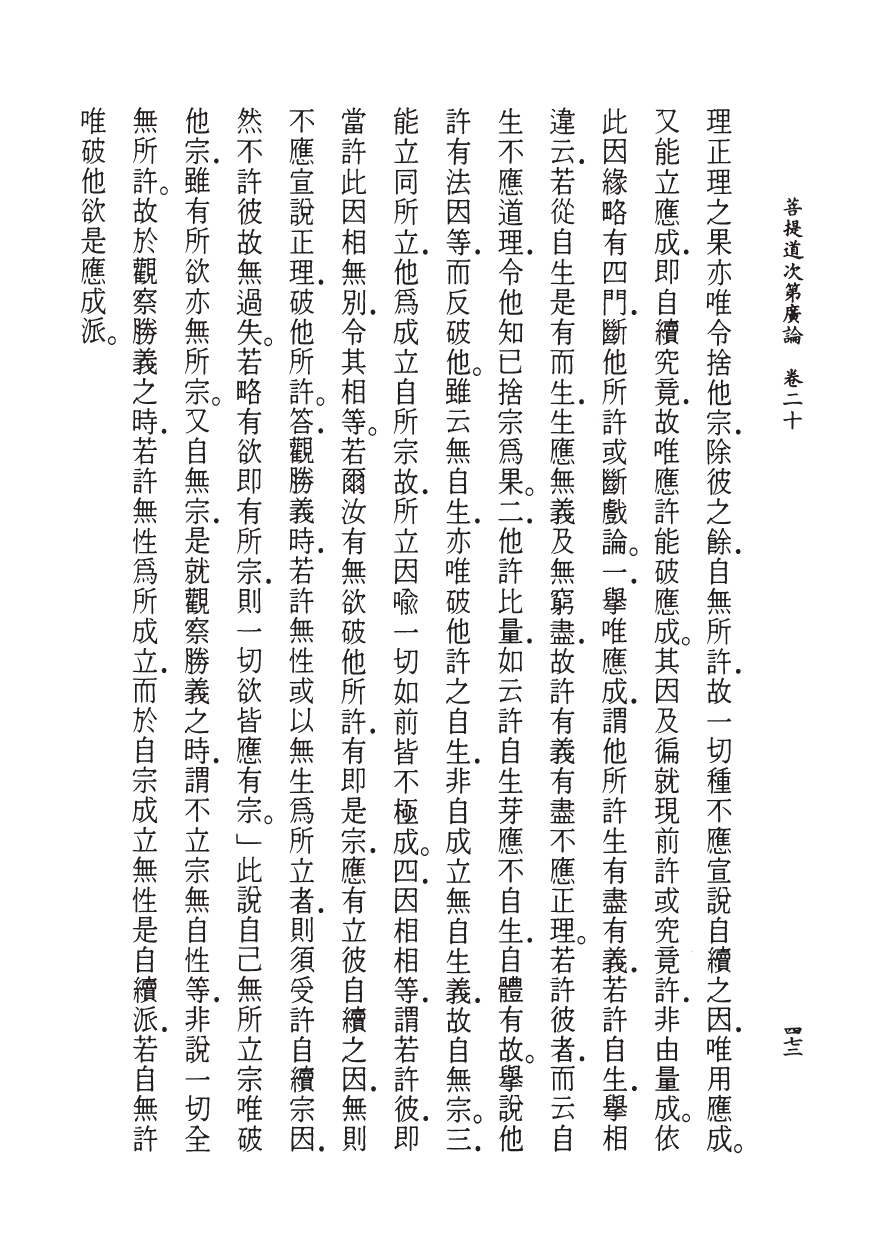 菩提道次第廣論　卷二十
四七三
理正理之果亦唯令捨他宗．除彼之餘．自無所許．故一切種不應宣說自續之因．唯用應成。
又能立應成．即自續究竟．故唯應許能破應成。其因及徧就現前許或究竟許．非由量成。依
此因緣略有四門．斷他所許或斷戲論。一．舉唯應成．謂他所許生有盡有義．若許自生．舉相
違云．若從自生是有而生．生應無義及無窮盡．故許有義有盡不應正理。若許彼者．而云自
生不應道理．令他知已捨宗爲果。二．他許比量．如云許自生芽應不自生．自體有故。舉說他
許有法因等．而反破他。雖云無自生．亦唯破他許之自生．非自成立無自生義．故自無宗。三．
能立同所立．他爲成立自所宗故．所立因喩一切如前皆不極成。四．因相相等．謂若許彼．即
當許此因相無別．令其相等。若爾汝有無欲破他所許．有即是宗．應有立彼自續之因．無則
不應宣說正理．破他所許。答．觀勝義時．若許無性或以無生爲所立者．則須受許自續宗因．
然不許彼故無過失。若略有欲即有所宗．則一切欲皆應有宗。」此說自己無所立宗唯破
他宗．雖有所欲亦無所宗。又自無宗．是就觀察勝義之時．謂不立宗無自性等．非說一切全
無所許。故於觀察勝義之時．若許無性爲所成立．而於自宗成立無性是自續派．若自無許
唯破他欲是應成派。